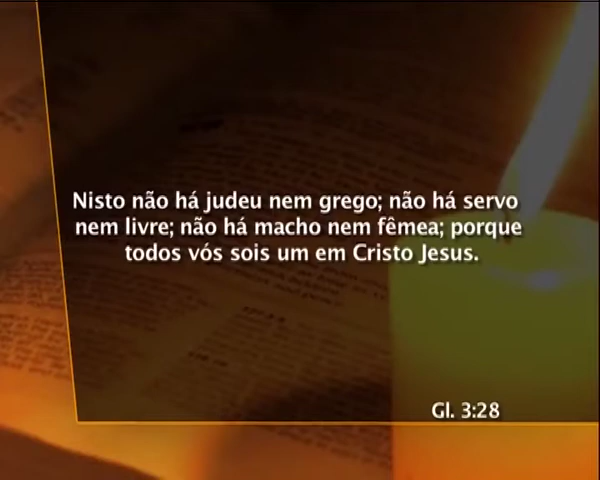 Nisto não há judeu nem grego; não há servo
nem livre; não há macho nem fêmea; porque
todos vós sois um em Cristo Jesus.
Gl. 3:28